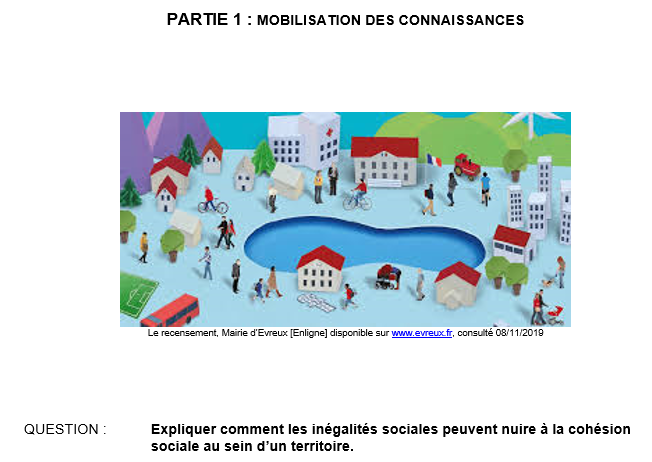 PARTIE 1 : MOBILISATION DES CONNAISSANCES
Le recensement, Mairie d'Evreux [Enligne] disponible sur www.evreux.fr, consulté 08/11/2019
QUESTION : Expliquer comment les inégalités sociales peuvent nuire à la cohésion
sociale au sein d'un territoire.